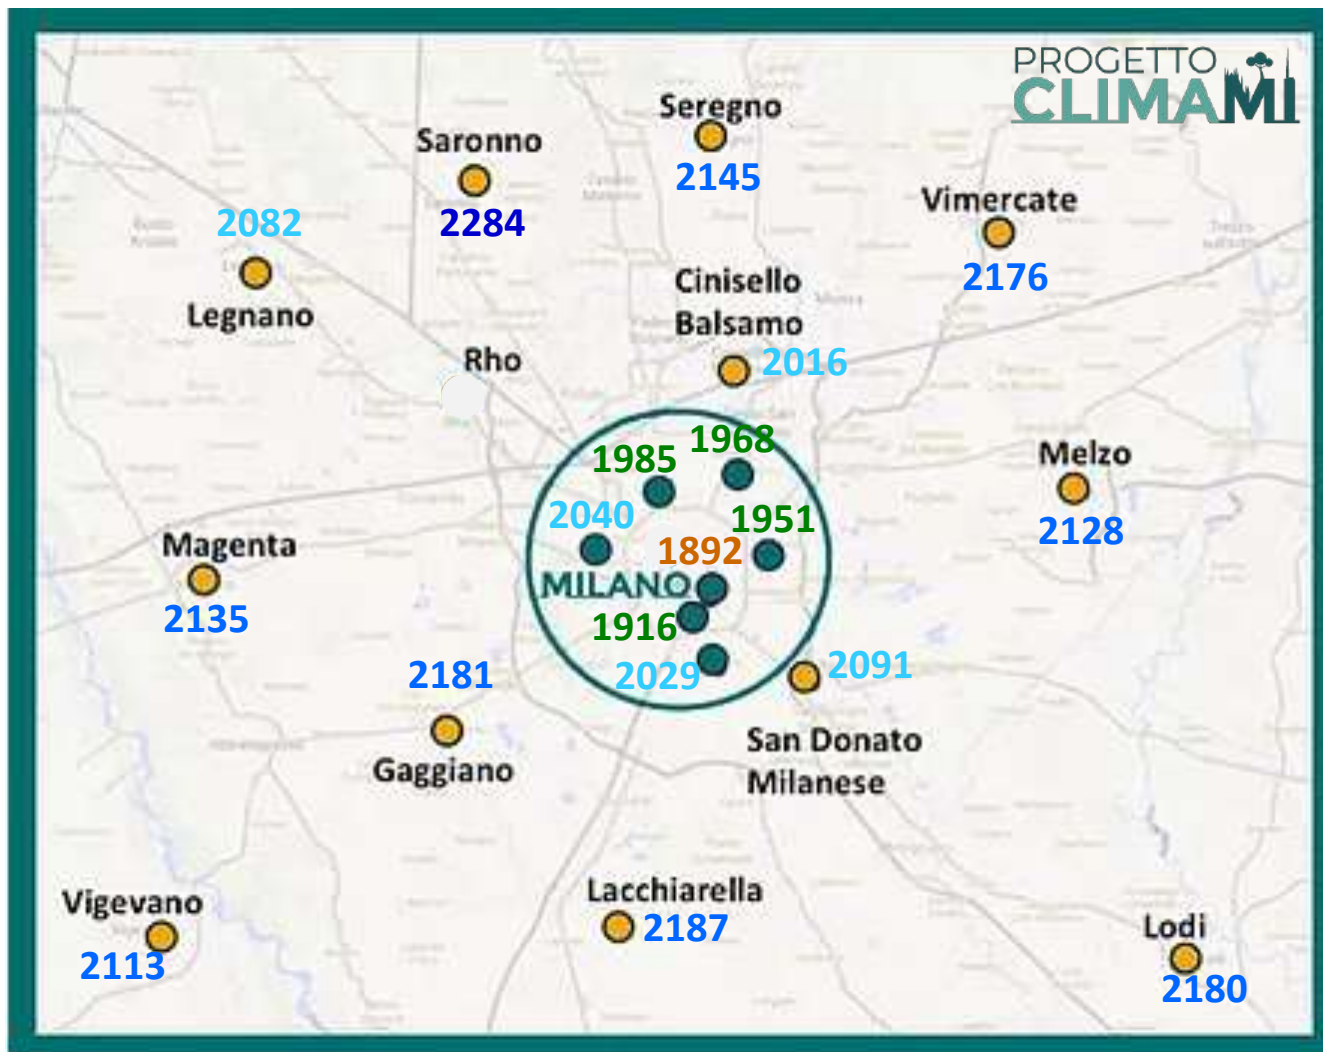 PROGETTO
CLIMAMI
Seregno
2145
Saronno
2284
Vimercate
2176
2082
Legnano
Cinisello
Balsamo
2016
Rho
1968
1985
Melzo
2128
2040
1951
1892
Magenta
2135
MILANO
1916
2029
2091
2181
Gaggiano
San Donato
Milanese
Vigevano
2113
Lacchiarella
2187
Lodi
2180